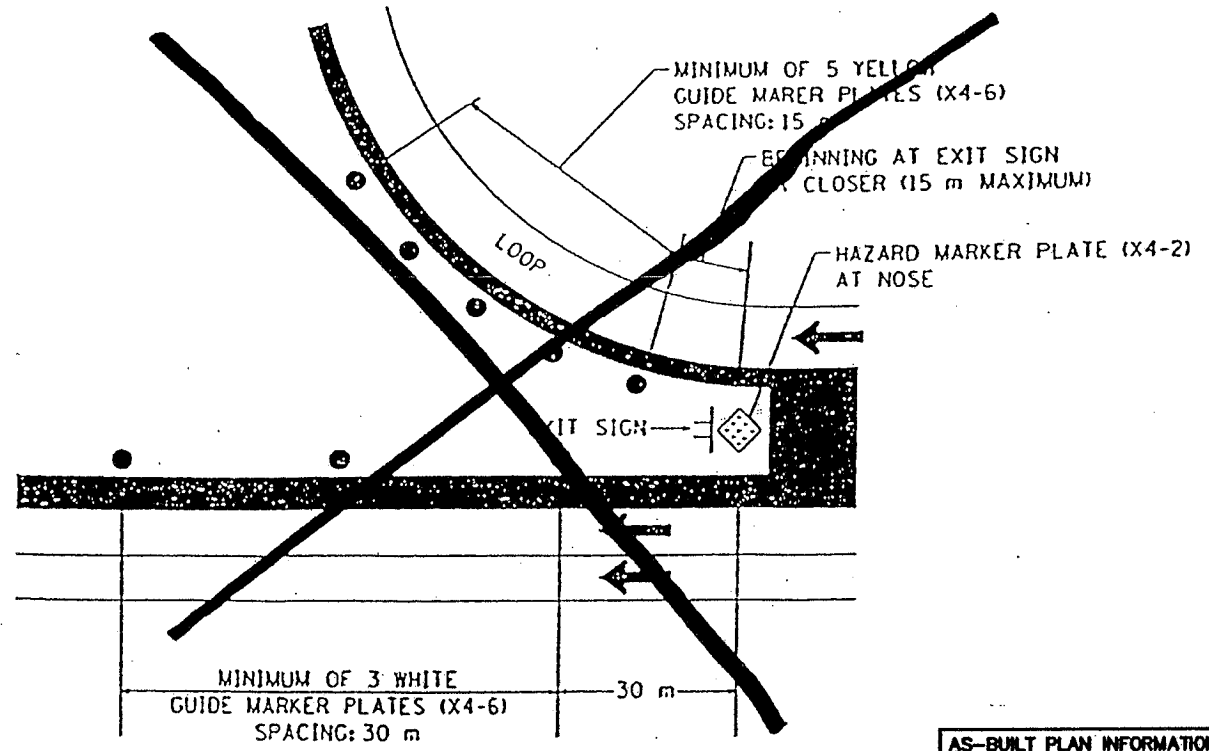 MINIMUM OF 5 YELLOW
GUIDE MARER PLATES (X4-6)
SPACING: 15
BEGINNING AT EXIT SIGN
CLOSER (15 m MAXIMUM)
LOOP
HAZARD MARKER PLATE (X4-2)
AT NOSE
EXIT SIGN
MINIMUM OF 3 WHITE
GUIDE MARKER PLATES (X4-6)
SPACING: 30 m
30 m
AS-BUILT PLAN INFORMATION